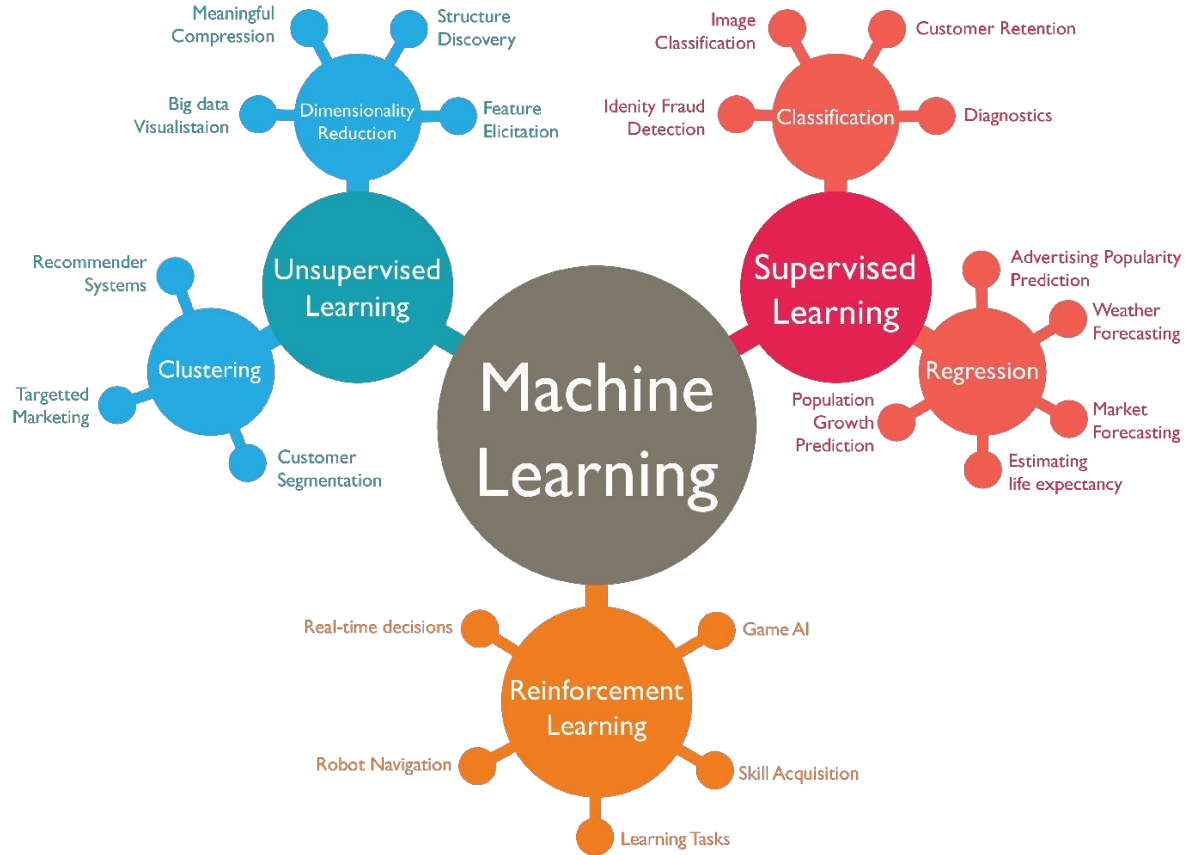 Meaningful
Compression
Structure
Discovery
Big data
Visualistaion
Dimensionality
Reduction
Feature
Elicitation
Image
Classification
Customer Retention
Idenity Fraud
Detection
Classification
Diagnostics
Unsupervised
Learning
Recommender
Systems
Clustering
Targetted
Marketing
Customer
Segmentation
Supervised
Learning
Advertising Popularity
Prediction
Weather
Forecasting
Regression
Population
Growth
Prediction
Market
Forecasting
Estimating
life expectancy
Machine
Learning
Real-time decisions
Game AI
Reinforcement
Learning
Robot Navigation
Skill Acquisition
Learning Tasks